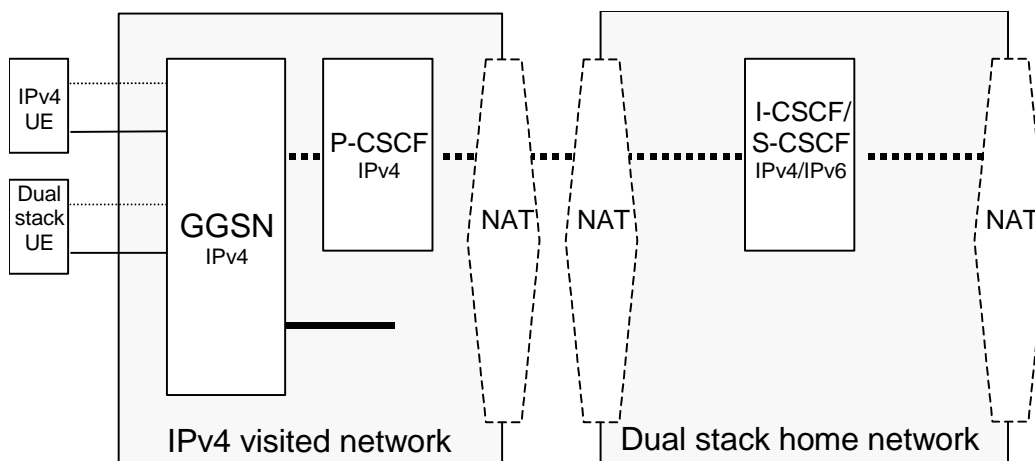 IPv4
UE
Dual
stack
UE
GGSN
IPv4
P-CSCF
IPv4
NAT
NAT
I-CSCF/
S-CSCF
IPv4/IPv6
NAT
IPv4 visited network
Dual stack home network